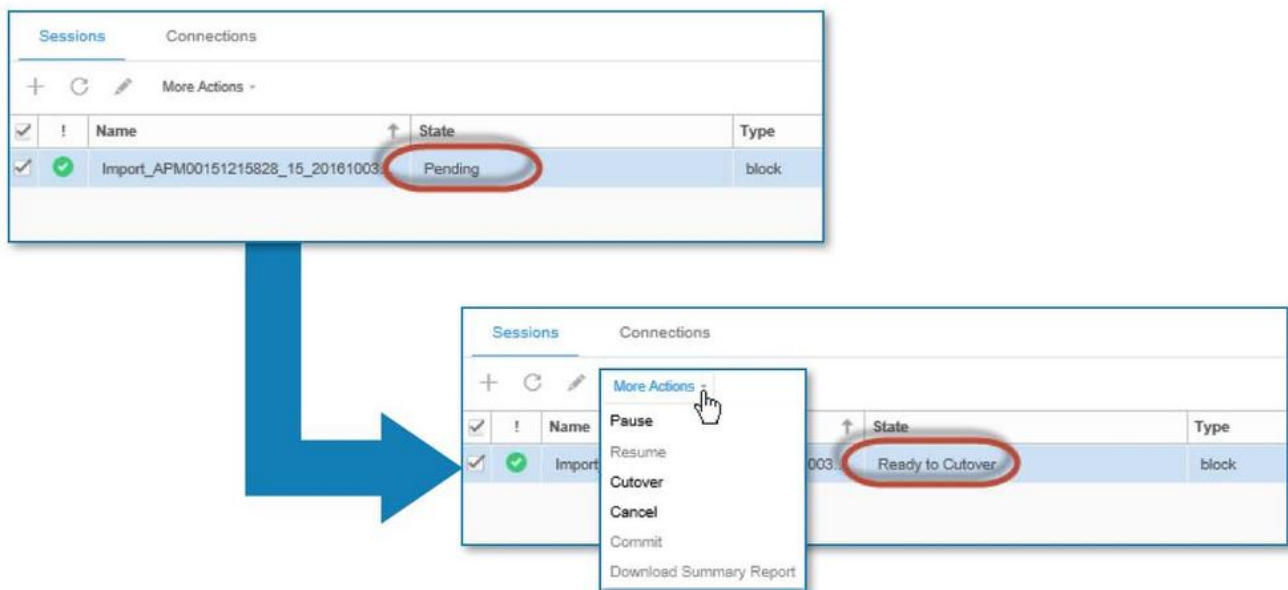 Sessions Connections
More Actions
! Name State Type
Import_APM00151215828_15_20161003... Pending block
Sessions Connections
More Actions
! Name State Type
Import 003... Ready to Cutover block
Pause
Resume
Cutover
Cancel
Commit
Download Summary Report